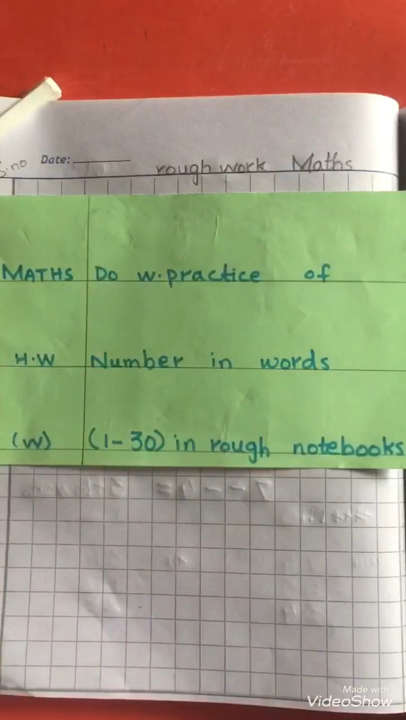 S.no Date: rough work Maths
MATHS Do w.practice of
H.W Number in words
(W) (1-30) in rough notebooks
Made with
VideoShow